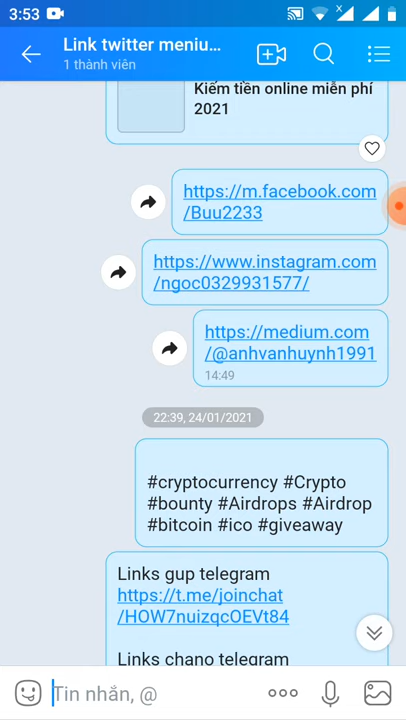 3:53
Link twitter meniu...
1 thành viên
Kiếm tiền online miễn phí
2021
https://m.facebook.com
/Buu2233
https://www.instagram.com
/ngoc0329931577/
https://medium.com
/@anhvanhuynh1991
14:49
22:39, 24/01/2021
#cryptocurrency #Crypto
#bounty #Airdrops #Airdrop
#bitcoin #ico #giveaway
Links gup telegram
https://t.me/joinchat
/HOW7nuizqcOEVt84
Links chano telegram
Tin nhắn, @